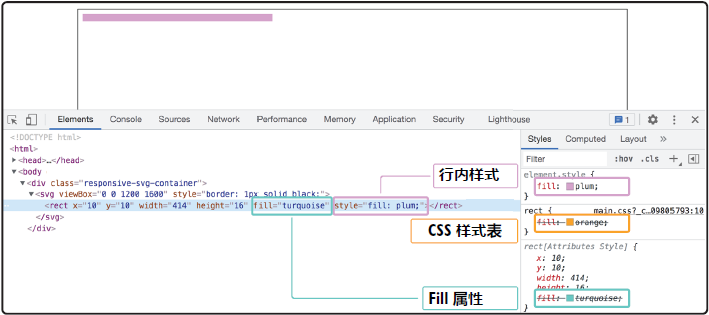 Elements Console Sources Network Performance Memory Application Security Lighthouse 1
<!DOCTYPE html>
<html>
<head>…</head>
<body>
<div class="responsive-svg-container">
<svg viewBox="0 0 1200 1600" style="border: 1px solid black;">
<rect x="10" y="10" width="414" height="16" fill="turquoise" style="fill: plum;"></rect>
</svg>
</div>
行内样式
CSS 样式表
Fill 属性
Styles Computed Layout
Filter :hov .cls
element.style {
fill: plum;
}
rect { main.css?_c…09805793:10
fill: orange;
}
rect[Attributes Style] {
x: 10;
y: 10;
width: 414;
height: 16;
fill: turquoise;
}